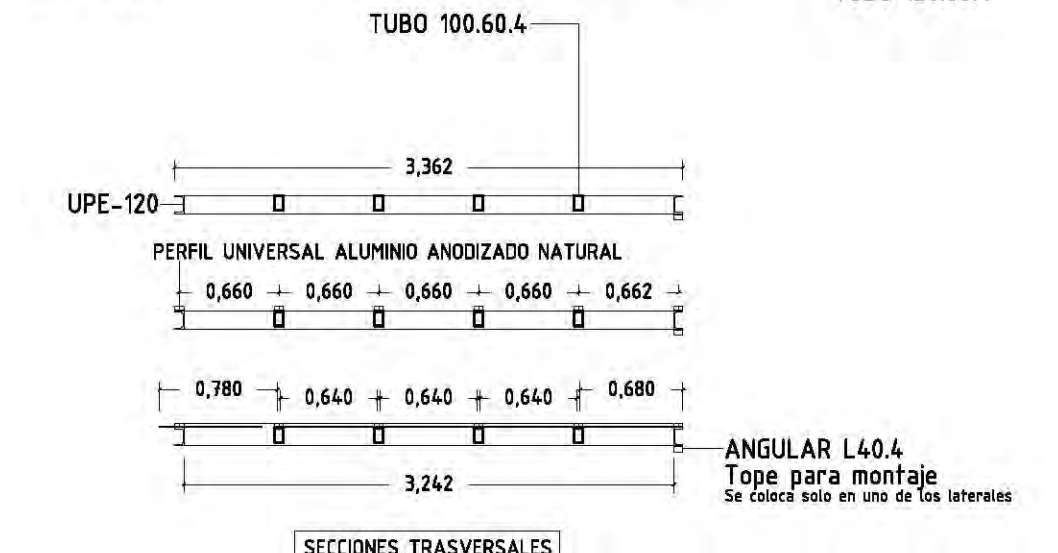 TUBO 100.60.4
3,362
UPE-120
PERFIL UNIVERSAL ALUMINIO ANODIZADO NATURAL
0,660 0,660 0,660 0,660 0,662
0,780 0,640 0,640 0,640 0,680
ANGULAR L40.4
Tope para montaje
Se coloca solo en uno de los laterales
3,242
SECCIONES TRASVERSALES